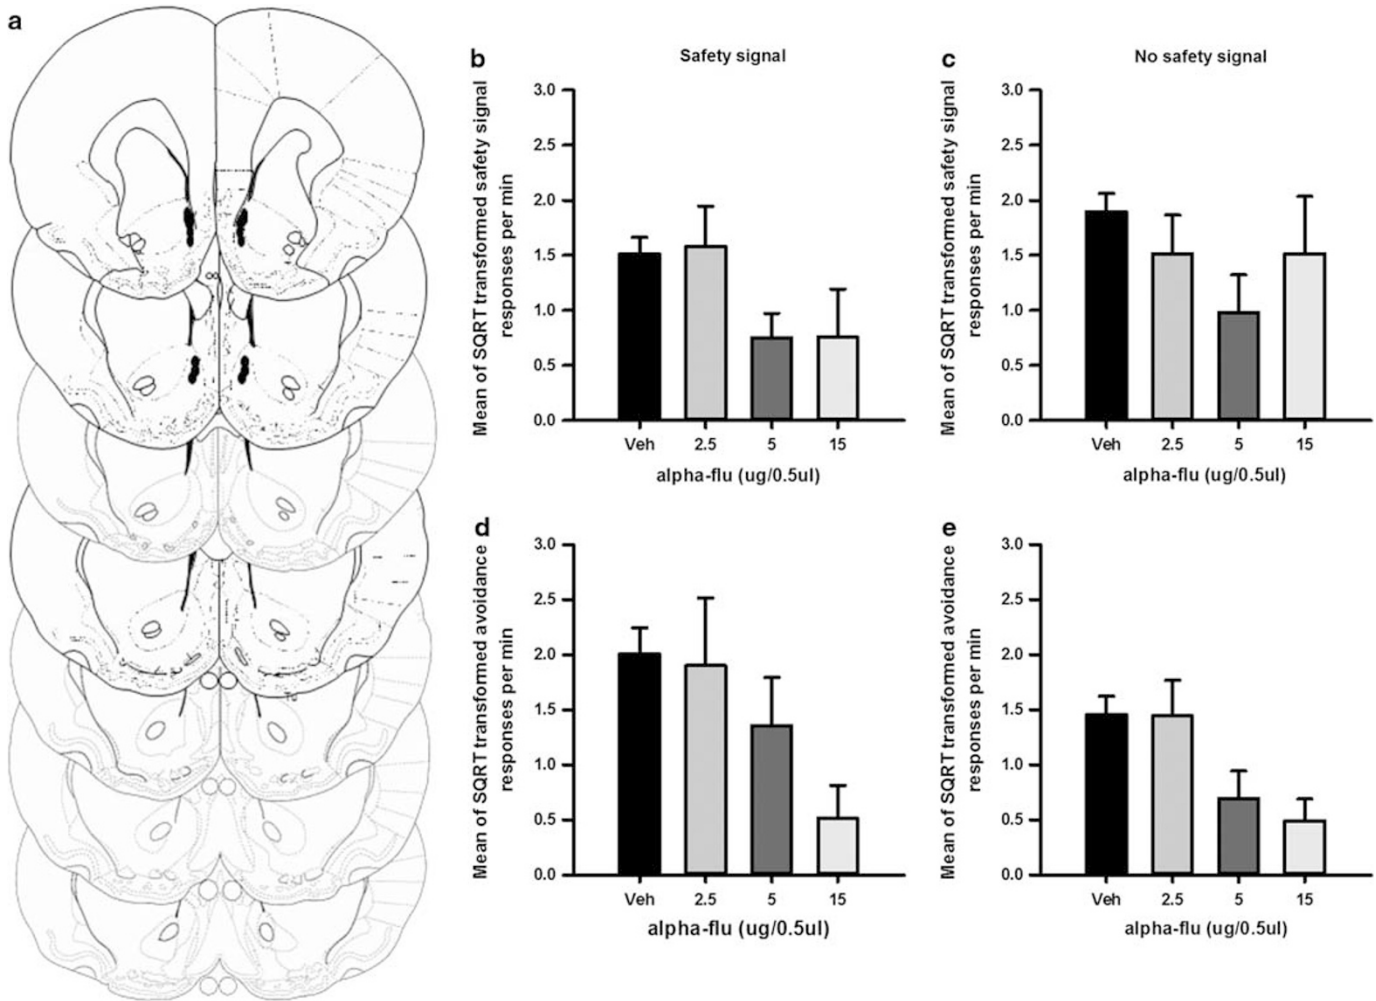 a
b
Safety signal
Mean of SQRT transformed safety signal
responses per min
3.0
2.5
2.0
1.5
1.0
0.5
0.0
Veh 2.5 5 15
alpha-flu (ug/0.5ul)
c
No safety signal
Mean of SQRT transformed safety signal
responses per min
3.0
2.5
2.0
1.5
1.0
0.5
0.0
Veh 2.5 5 15
alpha-flu (ug/0.5ul)
d
Mean of SQRT transformed avoidance
responses per min
3.0
2.5
2.0
1.5
1.0
0.5
0.0
Veh 2.5 5 15
alpha-flu (ug/0.5ul)
e
Mean of SQRT transformed avoidance
responses per min
3.0
2.5
2.0
1.5
1.0
0.5
0.0
Veh 2.5 5 15
alpha-flu (ug/0.5ul)